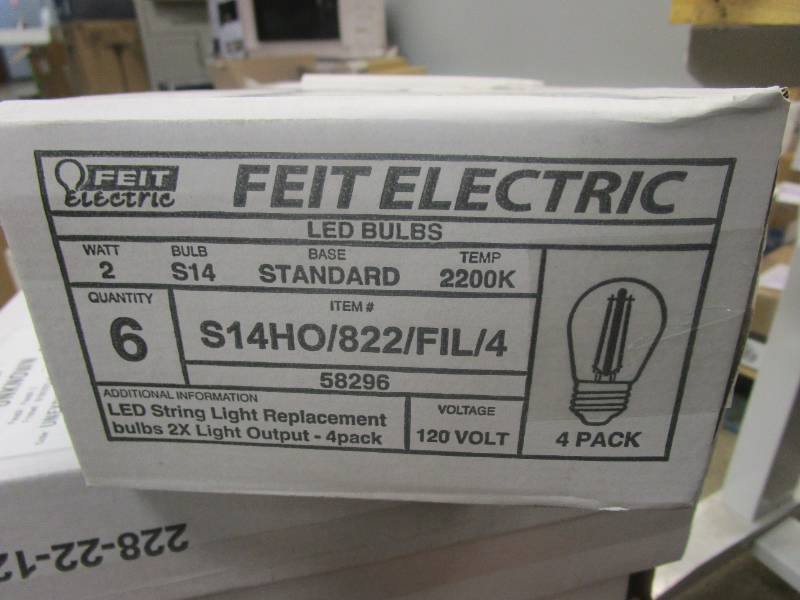 FEIT
Electric
FEIT ELECTRIC
LED BULBS
WATT BULB BASE TEMP
2 S14 STANDARD 2200K
QUANTITY
6
ITEM #
S14HO/822/FIL/4
58296
ADDITIONAL INFORMATION
LED String Light Replacement
bulbs 2X Light Output - 4pack
VOLTAGE
120 VOLT
4 PACK
UNKNOWN
228-22-12